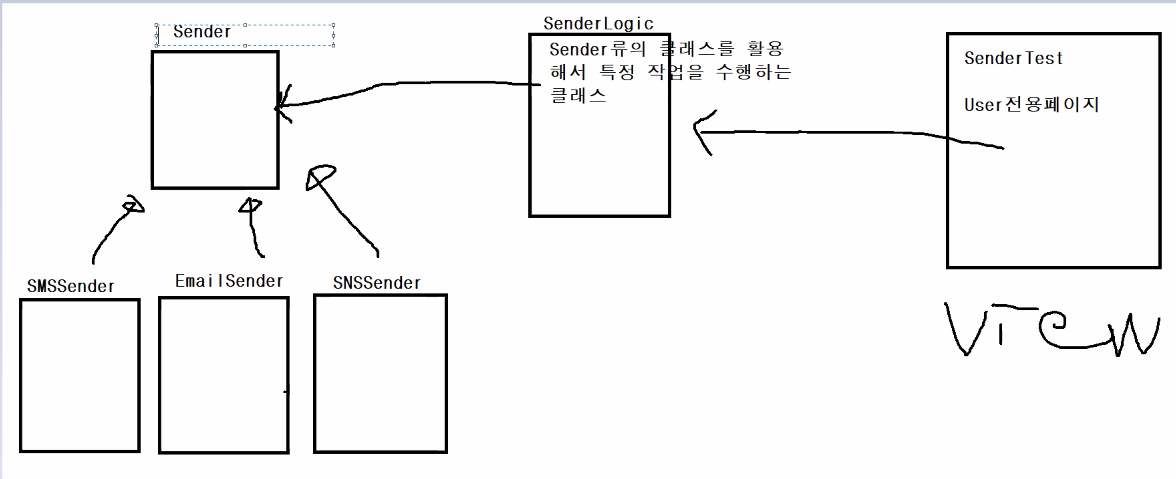 Sender
SenderLogic
Sender류의 클래스를 활용
해서 특정 작업을 수행하는
클래스
SenderTest
User전용페이지
SMSSender
EmailSender
SNSSender
VIEW